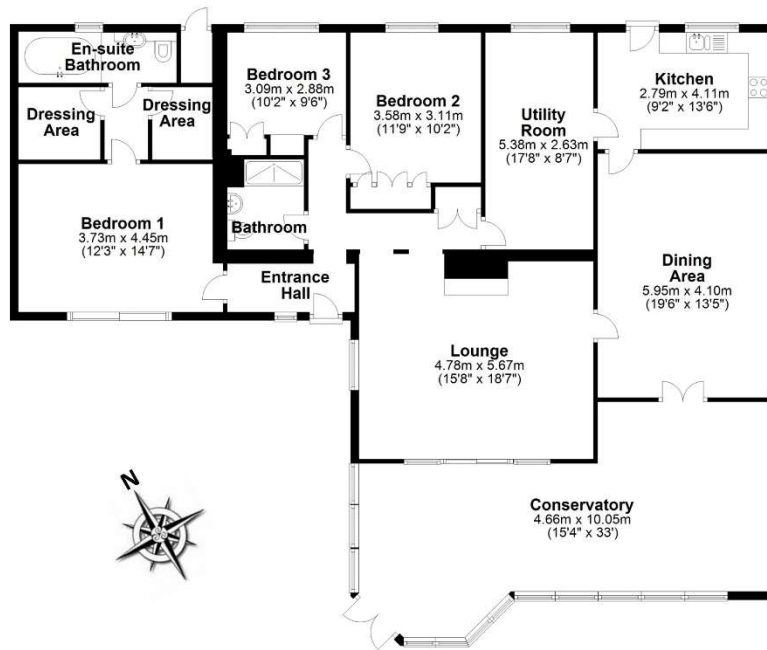 En-suite
Bathroom
Dressing
Area
Dressing
Area
Bedroom 3
3.09m x 2.88m
(10'2" x 9'6")
Bedroom 2
3.58m x 3.11m
(11'9" x 10'2")
Utility
Room
5.38m x 2.63m
(17'8" x 8'7")
Kitchen
2.79m x 4.11m
(9'2" x 13'6")
Bedroom 1
3.73m x 4.45m
(12'3" x 14'7")
Bathroom
Entrance
Hall
Dining
Area
5.95m x 4.10m
(19'6" x 13'5")
Lounge
4.78m x 5.67m
(15'8" x 18'7")
Conservatory
4.66m x 10.05m
(15'4" x 33')
N